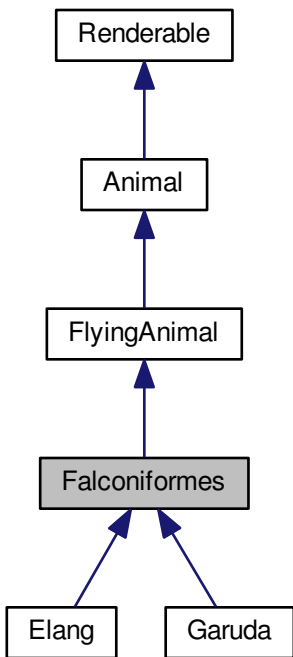 Renderable
Animal
FlyingAnimal
Falconiformes
Elang
Garuda